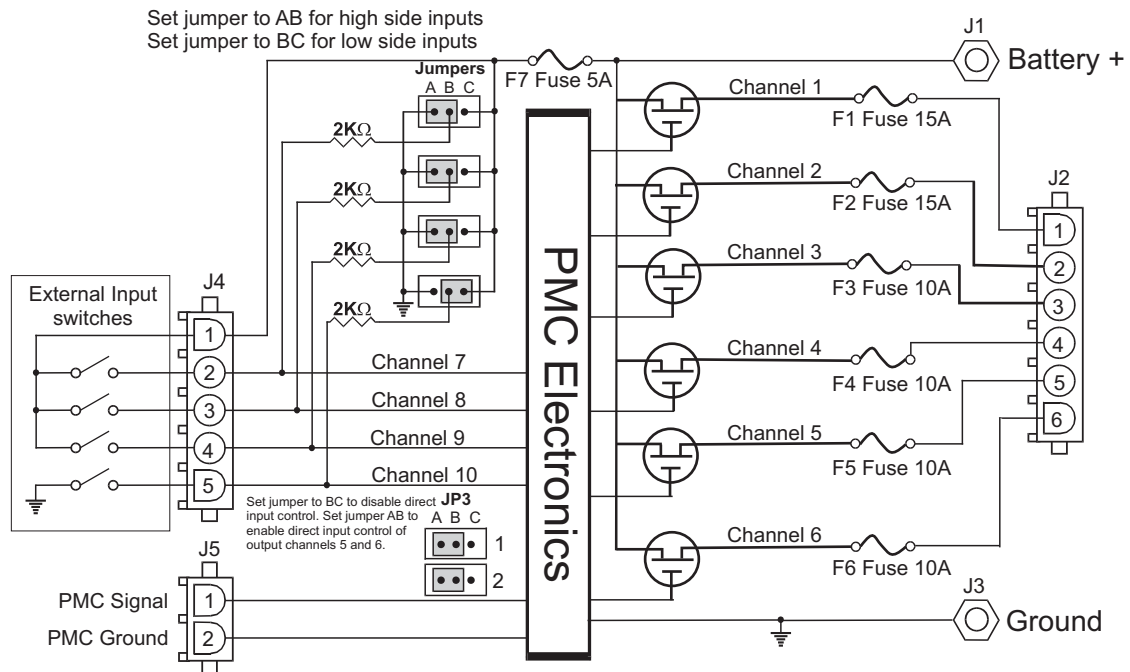 Set jumper to AB for high side inputs
Set jumper to BC for low side inputs
J1
Battery +
Jumpers
A B C
F7 Fuse 5A
Channel 1
F1 Fuse 15A
2KΩ
Channel 2
F2 Fuse 15A
J2
2KΩ
Channel 3
F3 Fuse 10A
1
2
3
4
5
6
2KΩ
PMC Electronics
External Input
switches
J4
1
2
3
4
5
2KΩ
Channel 4
F4 Fuse 10A
Channel 7
Channel 8
Channel 9
Channel 10
Channel 5
F5 Fuse 10A
Set jumper to BC to disable direct
input control. Set jumper AB to
enable direct input control of
output channels 5 and 6.
JP3
A B C
1
2
Channel 6
F6 Fuse 10A
J5
PMC Signal
1
PMC Ground
2
J3
Ground